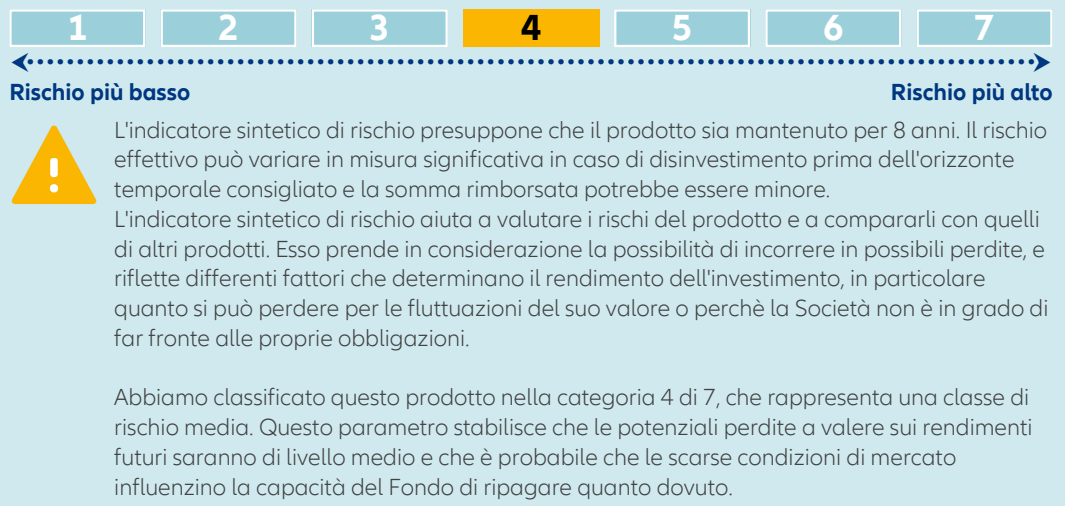 1 2 3 4 5 6 7
Rischio più basso Rischio più alto
L'indicatore sintetico di rischio presuppone che il prodotto sia mantenuto per 8 anni. Il rischio
effettivo può variare in misura significativa in caso di disinvestimento prima dell'orizzonte
temporale consigliato e la somma rimborsata potrebbe essere minore.
L'indicatore sintetico di rischio aiuta a valutare i rischi del prodotto e a compararli con quelli
di altri prodotti. Esso prende in considerazione la possibilità di incorrere in possibili perdite, e
riflette differenti fattori che determinano il rendimento dell'investimento, in particolare
quanto si può perdere per le fluttuazioni del suo valore o perchè la Società non è in grado di
far fronte alle proprie obbligazioni.
Abbiamo classificato questo prodotto nella categoria 4 di 7, che rappresenta una classe di
rischio media. Questo parametro stabilisce che le potenziali perdite a valere sui rendimenti
futuri saranno di livello medio e che è probabile che le scarse condizioni di mercato
influenzino la capacità del Fondo di ripagare quanto dovuto.